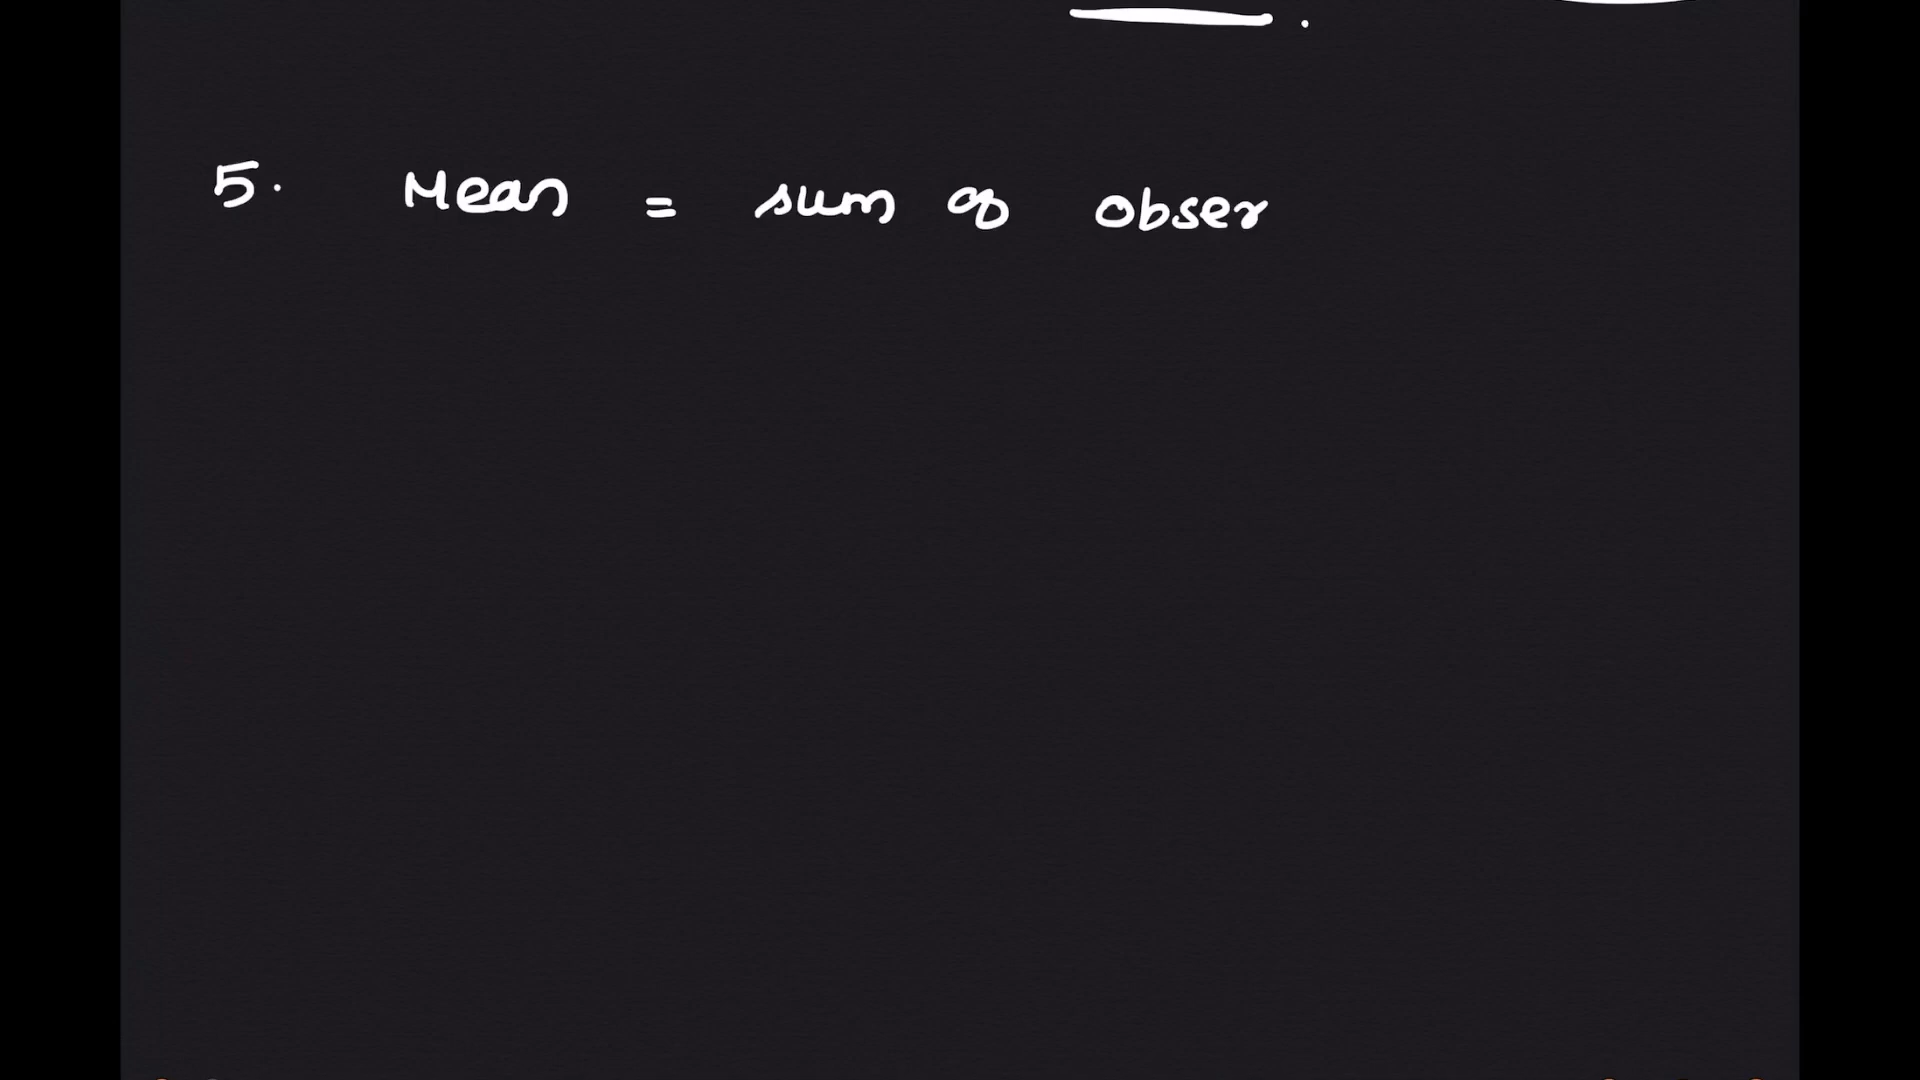 5. Mean = sum of obser